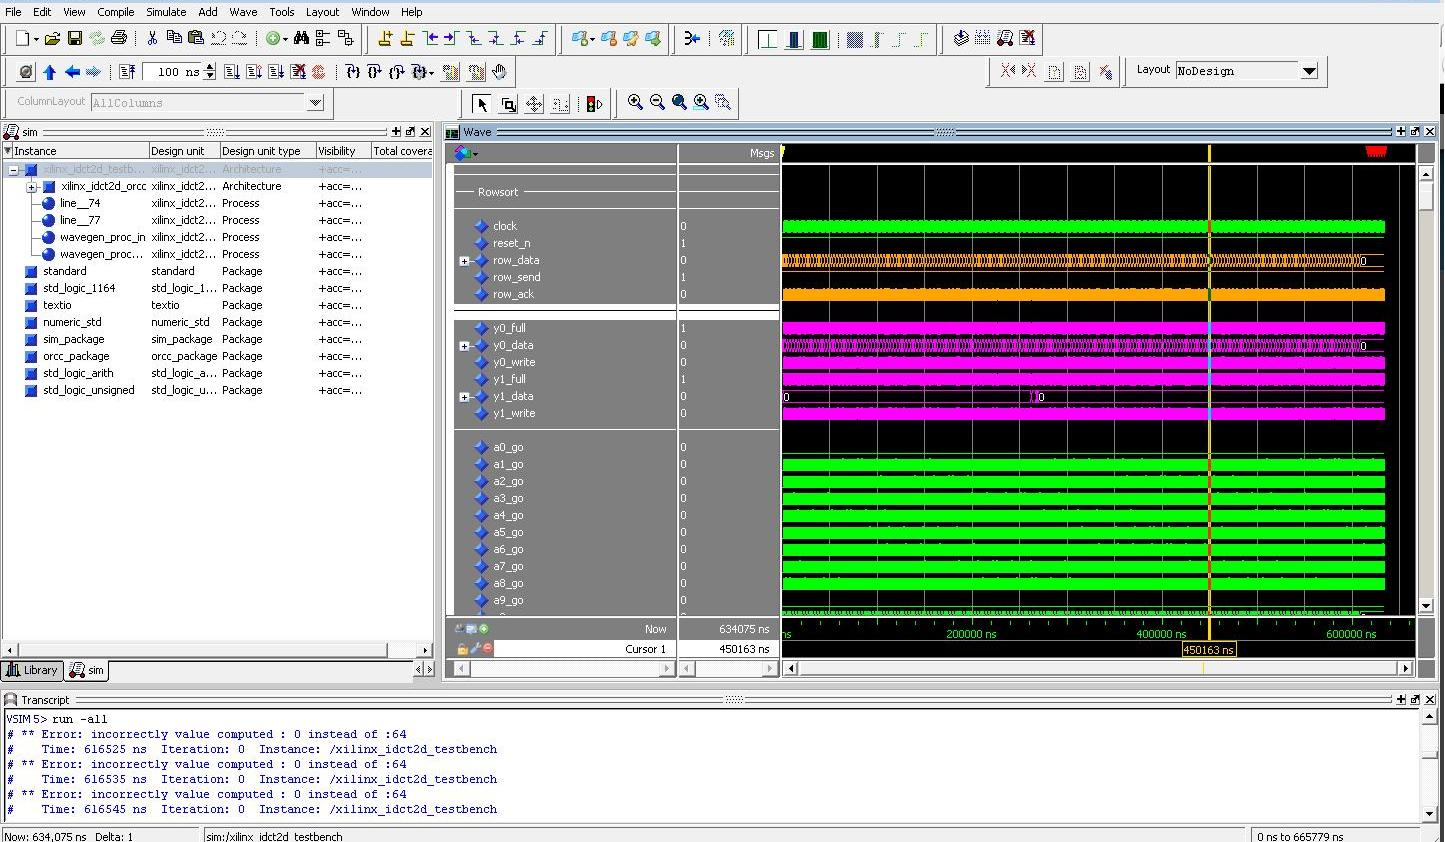 File Edit View Compile Simulate Add Wave Tools Layout Window Help
100 ns
Layout NoDesign
ColumnLayout AllColumns
sim
Instance Design unit Design unit type Visibility Total covera
xilinx_idct2d_testb... xilinx_idct2... Architecture +acc=...
xilinx_idct2d_orcc xilinx_idct2... Architecture +acc=...
line__74 xilinx_idct2... Process +acc=...
line__77 xilinx_idct2... Process +acc=...
wavegen_proc_in xilinx_idct2... Process +acc=...
wavegen_proc... xilinx_idct2... Process +acc=...
standard standard Package +acc=...
std_logic_1164 std_logic_1... Package +acc=...
textio textio Package +acc=...
numeric_std numeric_std Package +acc=...
sim_package sim_package Package +acc=...
orcc_package orcc_package Package +acc=...
std_logic_arith std_logic_a... Package +acc=...
std_logic_unsigned std_logic_u... Package +acc=...
Library sim
Wave
Msgs
Rowsort
clock 0
reset_n 1
row_data 0 0
row_send 1
row_ack 0
y0_full 1
y0_data 0 0
y0_write 0
y1_full 1
y1_data 0 0 0
y1_write 0
a0_go 0
a1_go 0
a2_go 0
a3_go 0
a4_go 0
a5_go 0
a6_go 0
a7_go 0
a8_go 0
a9_go 0
Now 634075 ns ns 200000 ns 400000 ns 600000 ns
Cursor 1 450163 ns 450163 ns
Transcript
VSIM 5> run -all
# ** Error: incorrectly value computed : 0 instead of :64
# Time: 616525 ns Iteration: 0 Instance: /xilinx_idct2d_testbench
# ** Error: incorrectly value computed : 0 instead of :64
# Time: 616535 ns Iteration: 0 Instance: /xilinx_idct2d_testbench
# ** Error: incorrectly value computed : 0 instead of :64
# Time: 616545 ns Iteration: 0 Instance: /xilinx_idct2d_testbench
Now: 634,075 ns Delta: 1 sim:/xilinx_idct2d_testbench 0 ns to 665779 ns